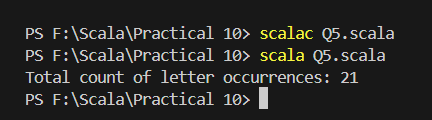 PS F:\Scala\Practical 10> scalac Q5.scala
PS F:\Scala\Practical 10> scala Q5.scala
Total count of letter occurrences: 21
PS F:\Scala\Practical 10>